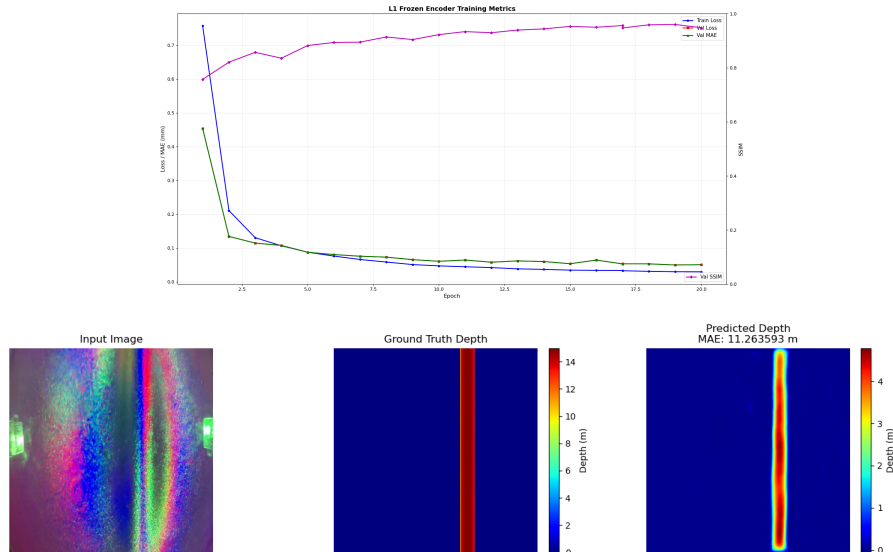 L1 Frozen Encoder Training Metrics
Train Loss
Val Loss
Val MAE
Val SSIM
Loss / MAE (mm)
0.7
0.6
0.5
0.4
0.3
0.2
0.1
0.0
SSIM
1.0
0.8
0.6
0.4
0.2
0.0
2.5
5.0
7.5
10.0
12.5
15.0
17.5
20.0
Epoch
Input Image
Ground Truth Depth
14
12
10
8
6
4
2
0
Depth (m)
Predicted Depth
MAE: 11.263593 m
4
3
2
1
0
Depth (m)